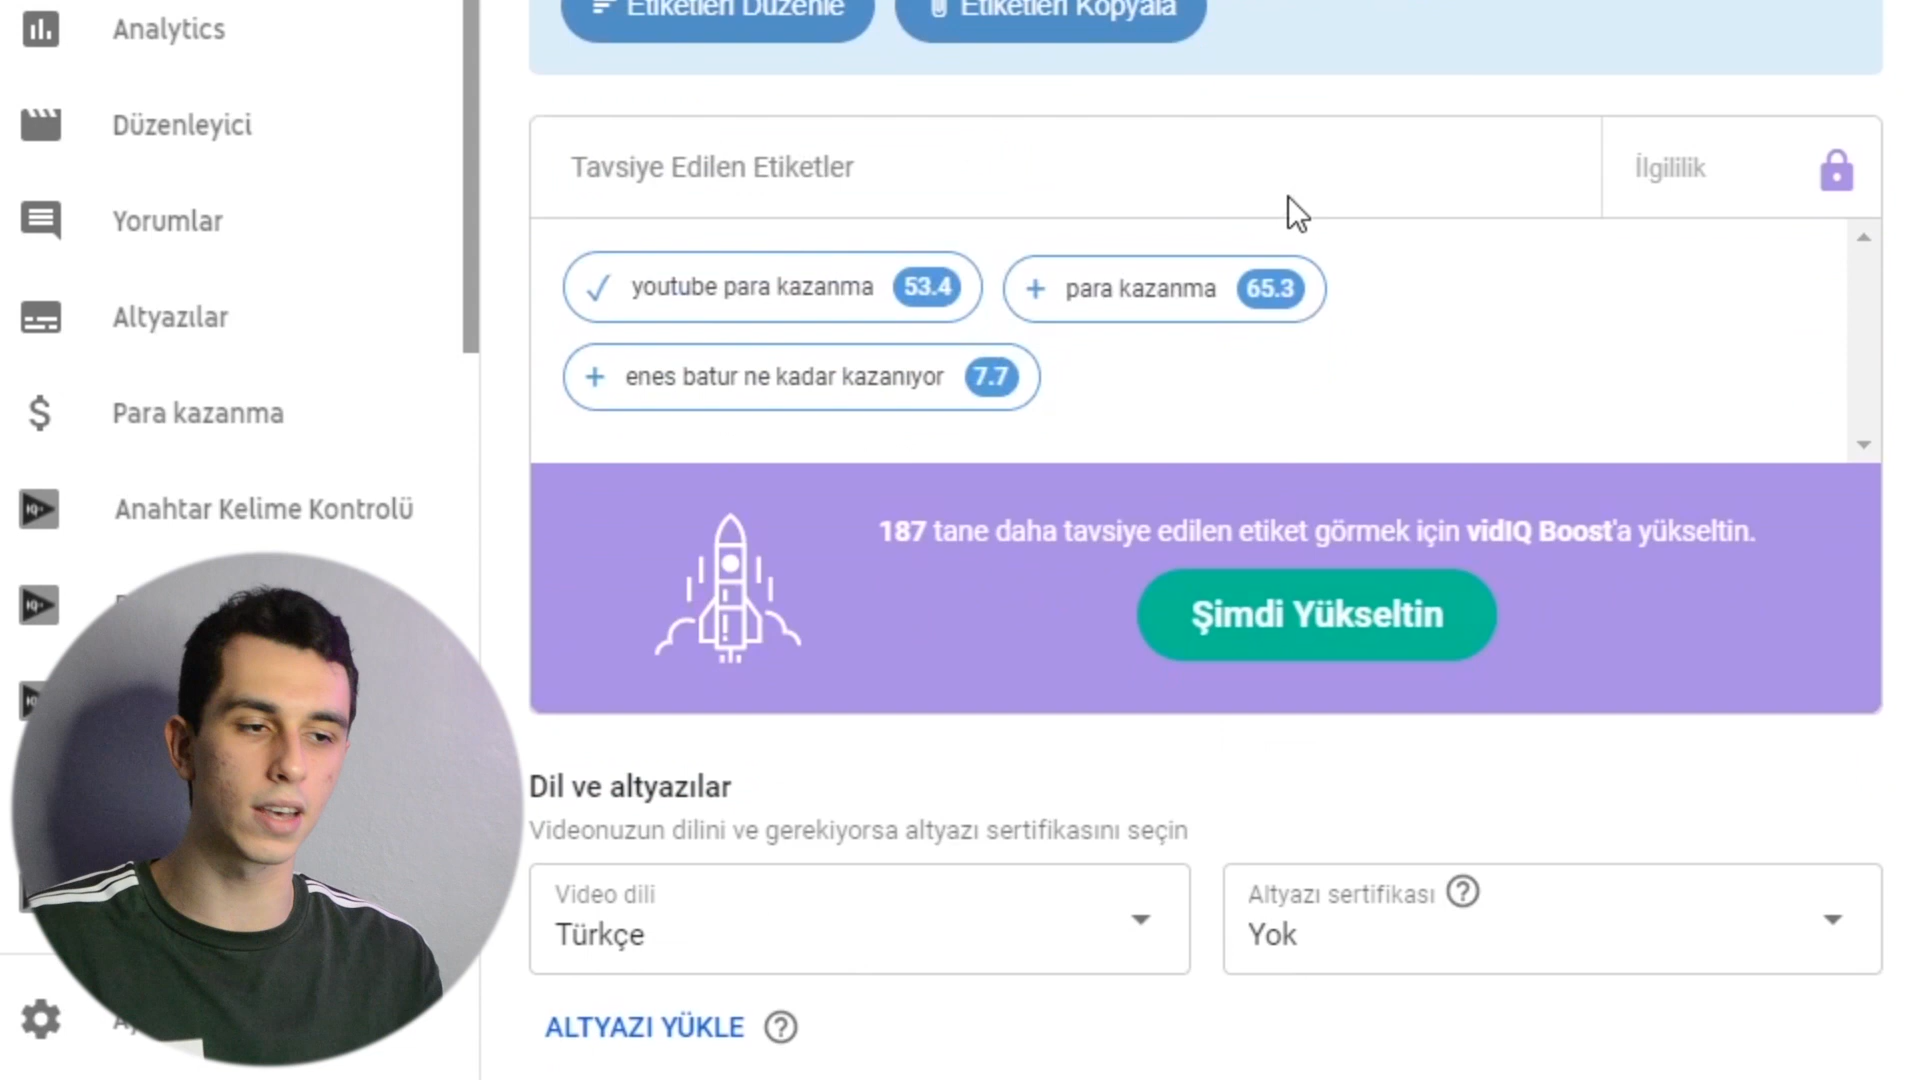 Analytics
Düzenleyici
Yorumlar
Altyazılar
Para kazanma
Anahtar Kelime Kontrolü
Etiketleri Düzenle
Etiketleri Kopyala
Tavsiye Edilen Etiketler
İlgililik
youtube para kazanma 53.4
para kazanma 65.3
enes batur ne kadar kazanıyor 7.7
187 tane daha tavsiye edilen etiket görmek için vidIQ Boost'a yükseltin.
Şimdi Yükseltin
Dil ve altyazılar
Videonuzun dilini ve gerekiyorsa altyazı sertifikasını seçin
Video dili
Türkçe
Altyazı sertifikası
Yok
ALTYAZI YÜKLE